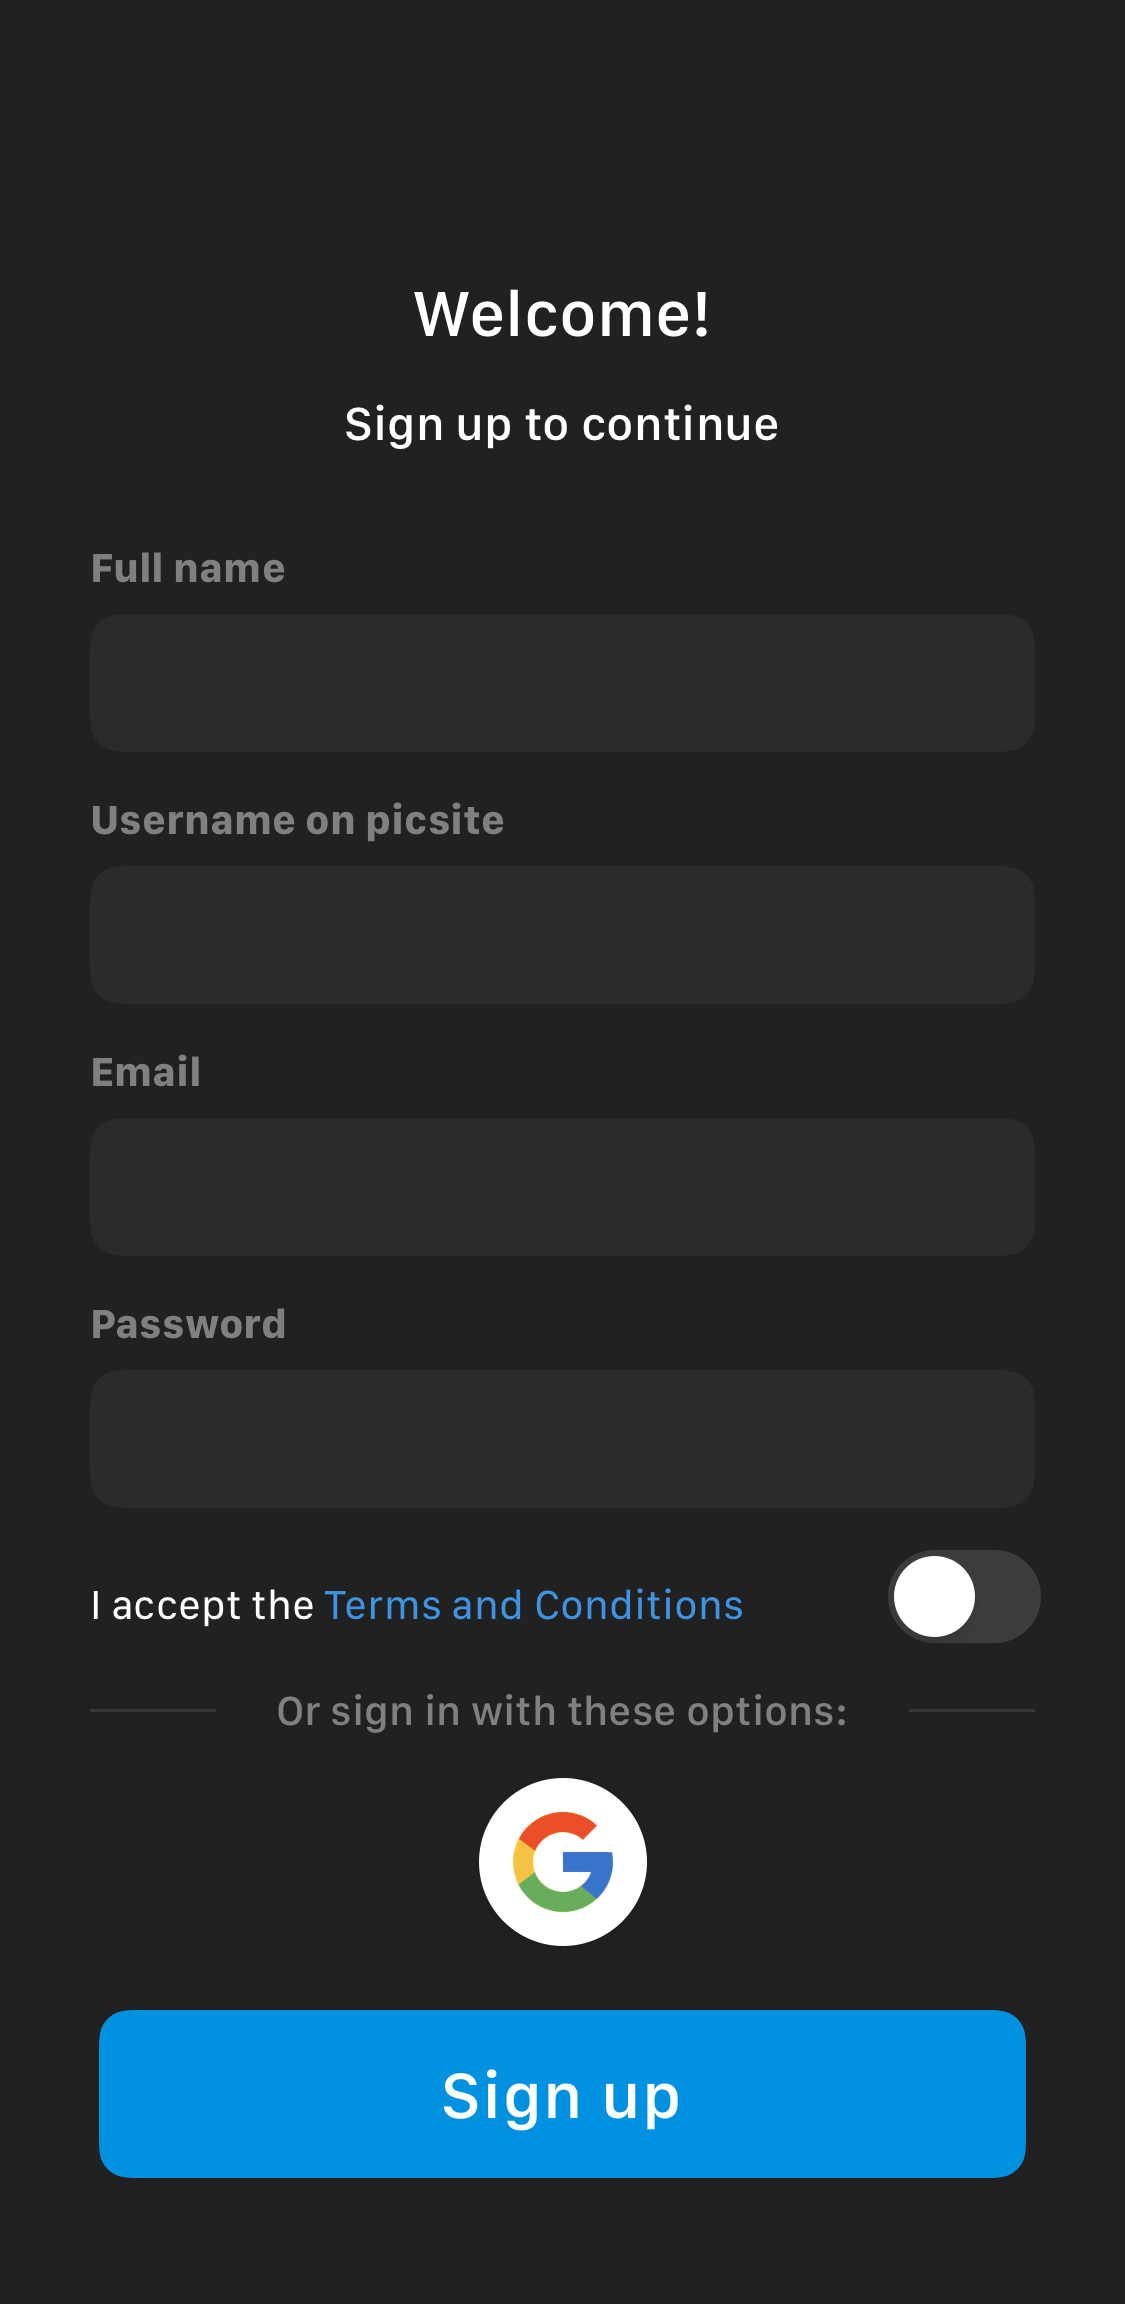 Welcome!
Sign up to continue
Full name
Username on picsite
Email
Password
I accept the Terms and Conditions
Or sign in with these options:
Sign up